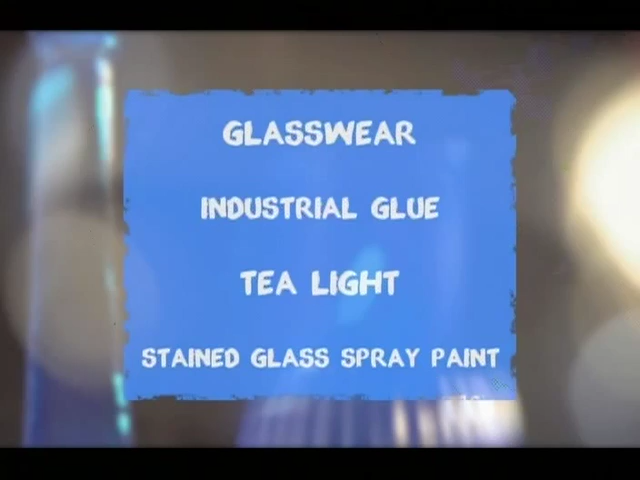 GLASSWEAR
INDUSTRIAL GLUE
TEA LIGHT
STAINED GLASS SPRAY PAINT